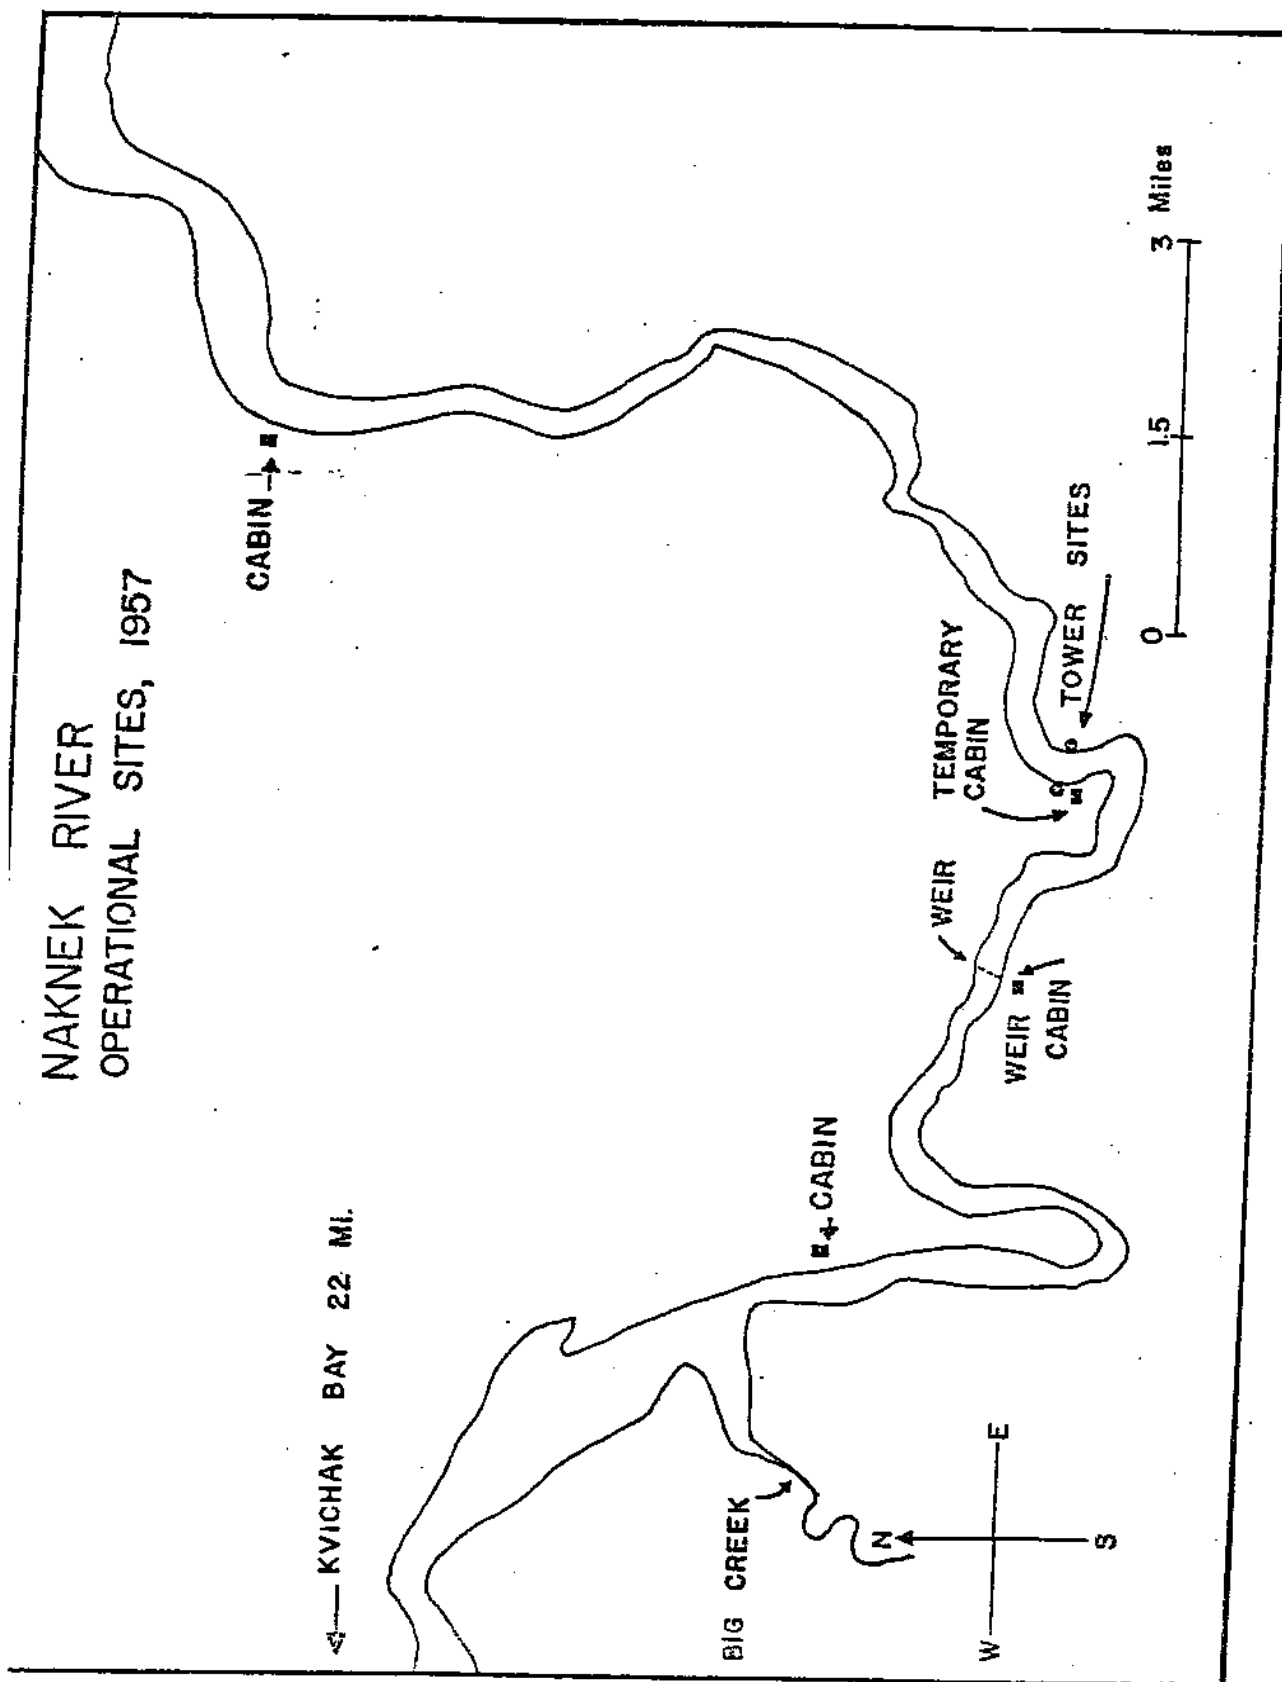 NAKNEK RIVER
OPERATIONAL SITES, 1957
KVICHAK BAY 22 MI.
CABIN
CABIN
BIG CREEK
WEIR
TEMPORARY
CABIN
WEIR
CABIN
TOWER SITES
N
W
E
S
0
1.5
3 Miles